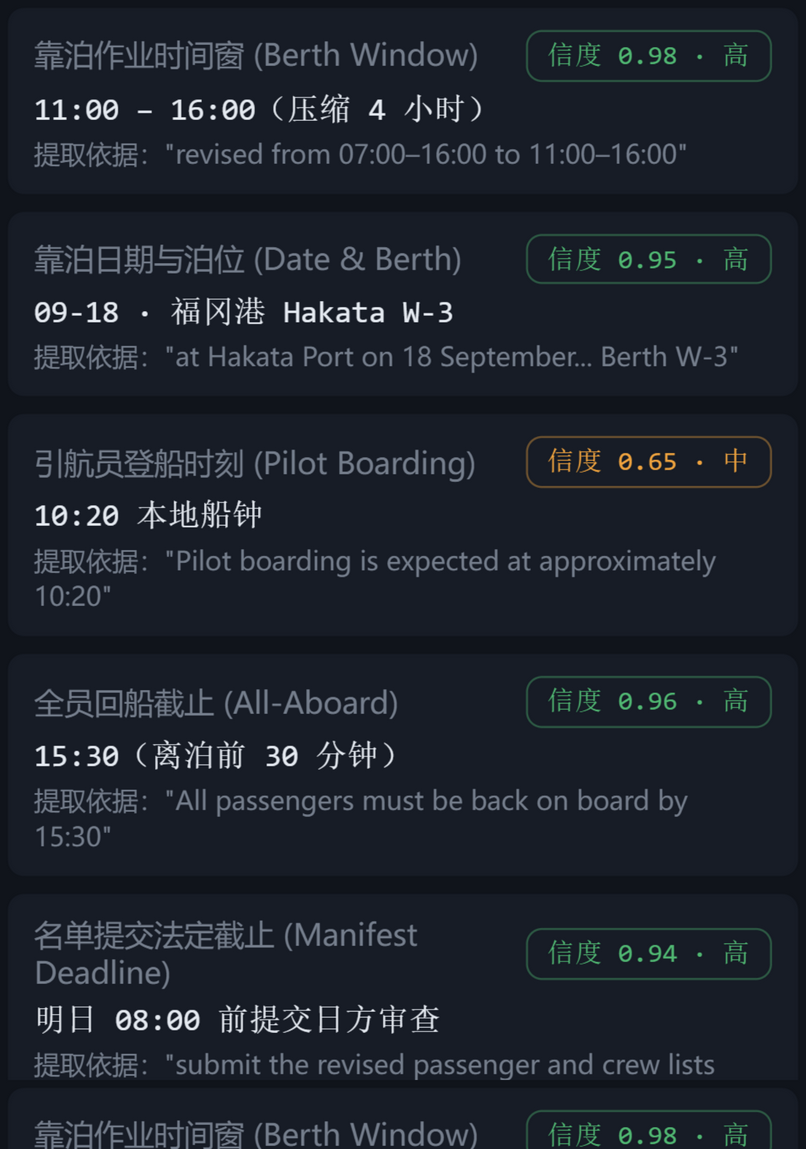 靠泊作业时间窗 (Berth Window)
信度 0.98 · 高
11:00 – 16:00（压缩 4 小时）
提取依据："revised from 07:00–16:00 to 11:00–16:00"
靠泊日期与泊位 (Date & Berth)
信度 0.95 · 高
09-18 · 福冈港 Hakata W-3
提取依据："at Hakata Port on 18 September... Berth W-3"
引航员登船时刻 (Pilot Boarding)
信度 0.65 · 中
10:20 本地船钟
提取依据："Pilot boarding is expected at approximately
10:20"
全员回船截止 (All-Aboard)
信度 0.96 · 高
15:30（离泊前 30 分钟）
提取依据："All passengers must be back on board by
15:30"
名单提交法定截止 (Manifest
Deadline)
信度 0.94 · 高
明日 08:00 前提交日方审查
提取依据："submit the revised passenger and crew lists
靠泊作业时间窗 (Berth Window)
信度 0.98 · 高